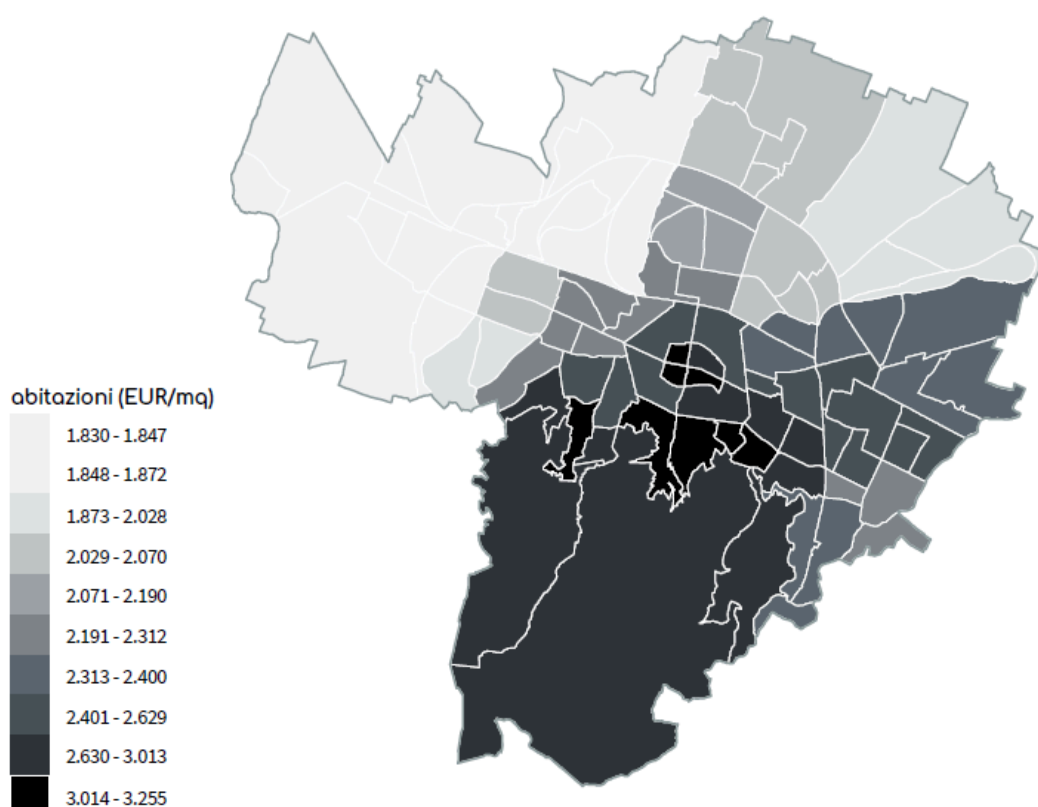 abitazioni (EUR/mq)
1.830 - 1.847
1.848 - 1.872
1.873 - 2.028
2.029 - 2.070
2.071 - 2.190
2.191 - 2.312
2.313 - 2.400
2.401 - 2.629
2.630 - 3.013
3.014 - 3.255